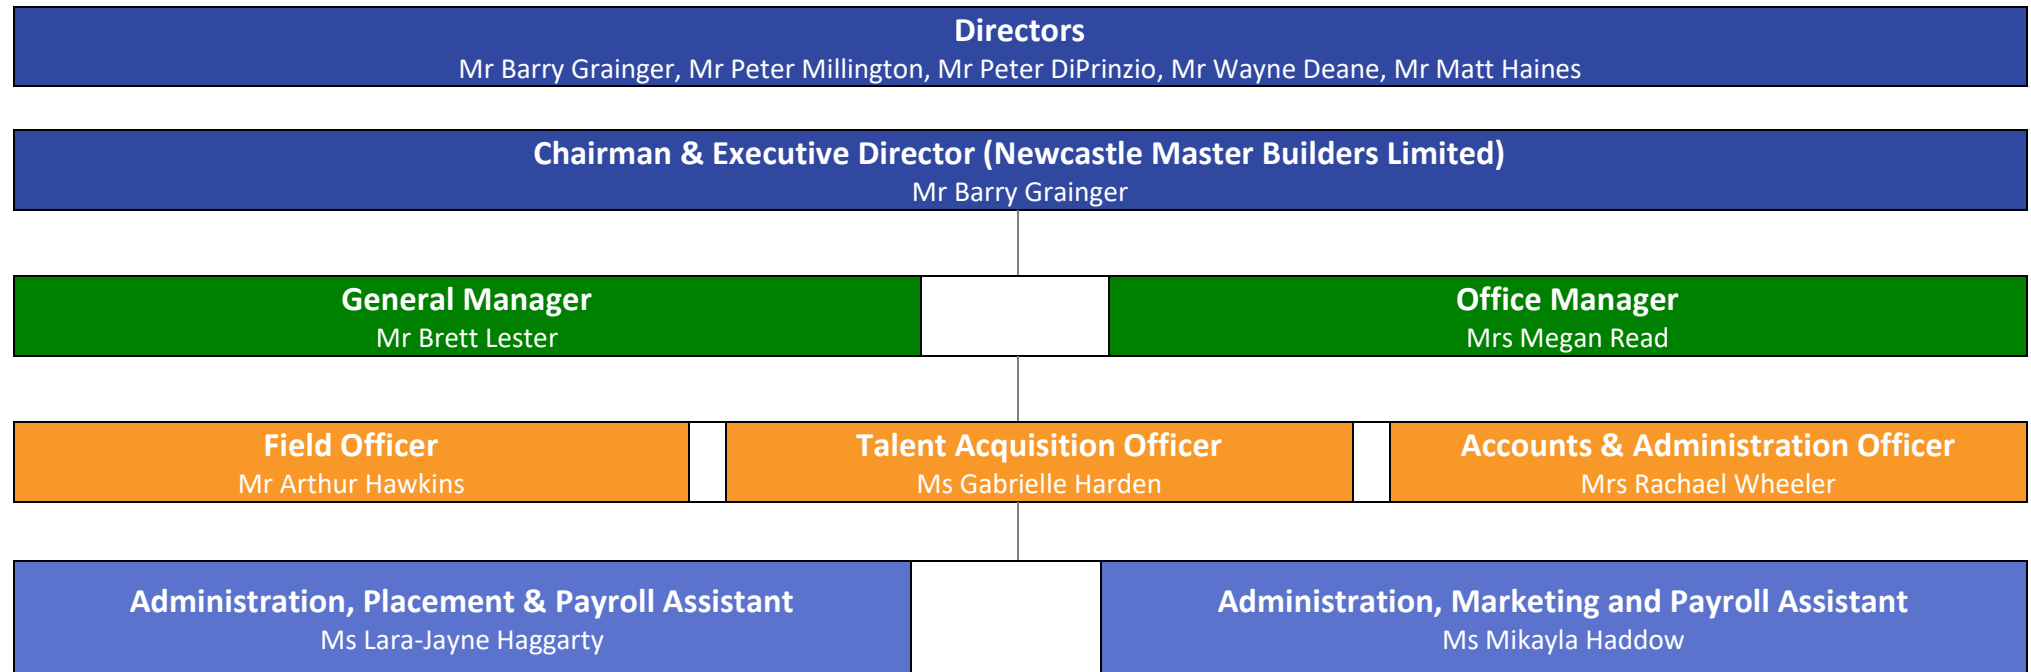 Directors
Mr Barry Grainger, Mr Peter Millington, Mr Peter DiPrinzio, Mr Wayne Deane, Mr Matt Haines
Chairman & Executive Director (Newcastle Master Builders Limited)
Mr Barry Grainger
General Manager
Mr Brett Lester
Office Manager
Mrs Megan Read
Field Officer
Mr Arthur Hawkins
Talent Acquisition Officer
Ms Gabrielle Harden
Accounts & Administration Officer
Mrs Rachael Wheeler
Administration, Placement & Payroll Assistant
Ms Lara-Jayne Haggarty
Administration, Marketing and Payroll Assistant
Ms Mikayla Haddow